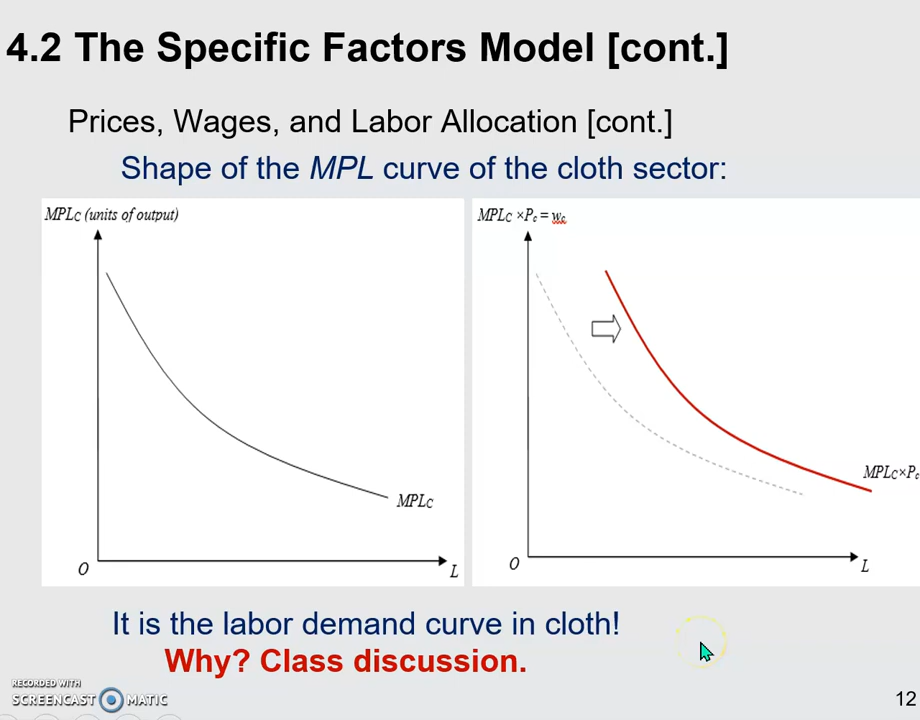 4.2 The Specific Factors Model [cont.]
Prices, Wages, and Labor Allocation [cont.]
Shape of the MPL curve of the cloth sector:
MPLC (units of output)
MPLC
O
L
MPLC ×Pc = wc
MPLC×Pc
O
L
It is the labor demand curve in cloth!
Why? Class discussion.
RECORDED WITH
SCREENCAST MATIC
12